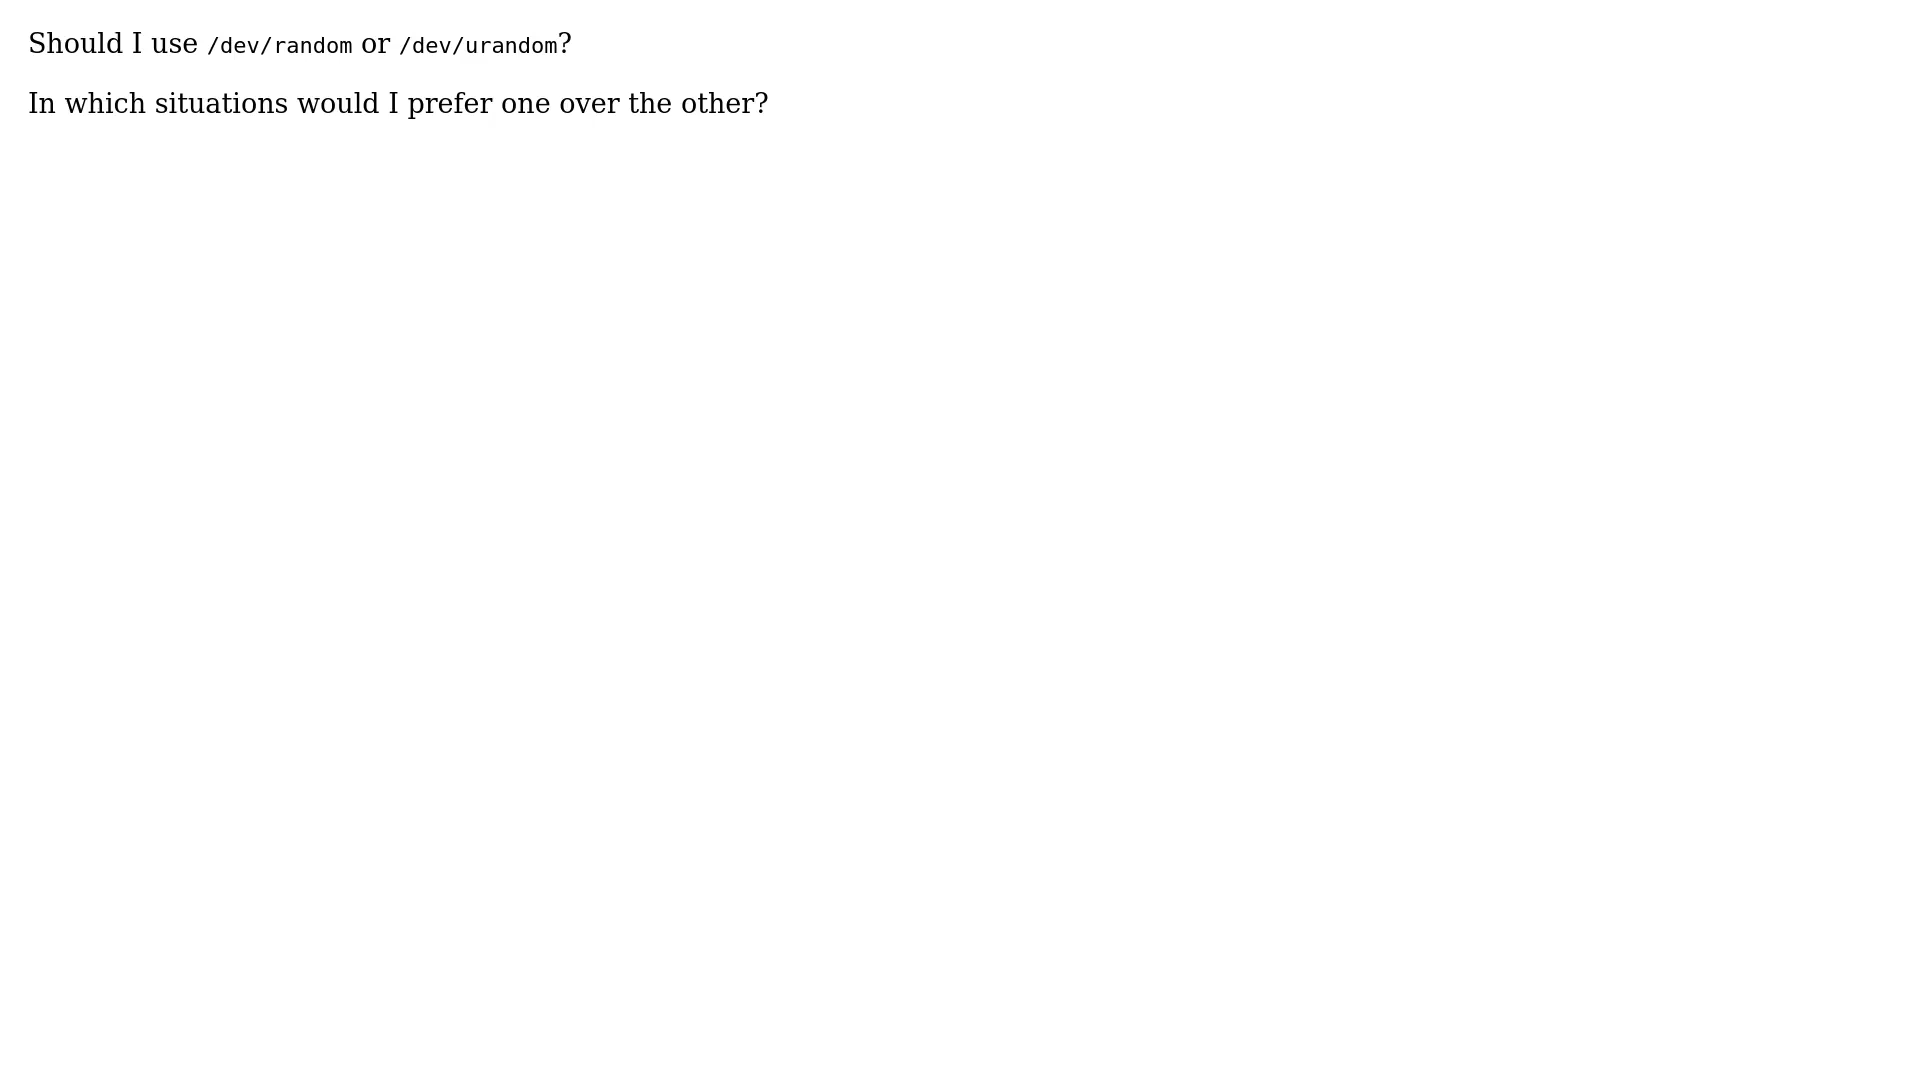 Should I use /dev/random or /dev/urandom?
In which situations would I prefer one over the other?